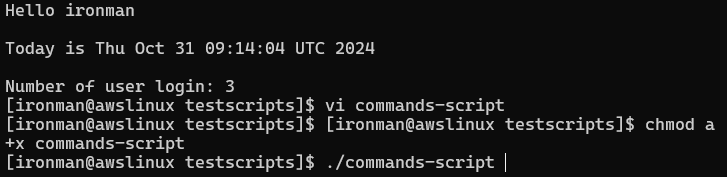 Hello ironman
Today is Thu Oct 31 09:14:04 UTC 2024
Number of user login: 3
[ironman@awslinux testscripts]$ vi commands-script
[ironman@awslinux testscripts]$ [ironman@awslinux testscripts]$ chmod a
+x commands-script
[ironman@awslinux testscripts]$ ./commands-script